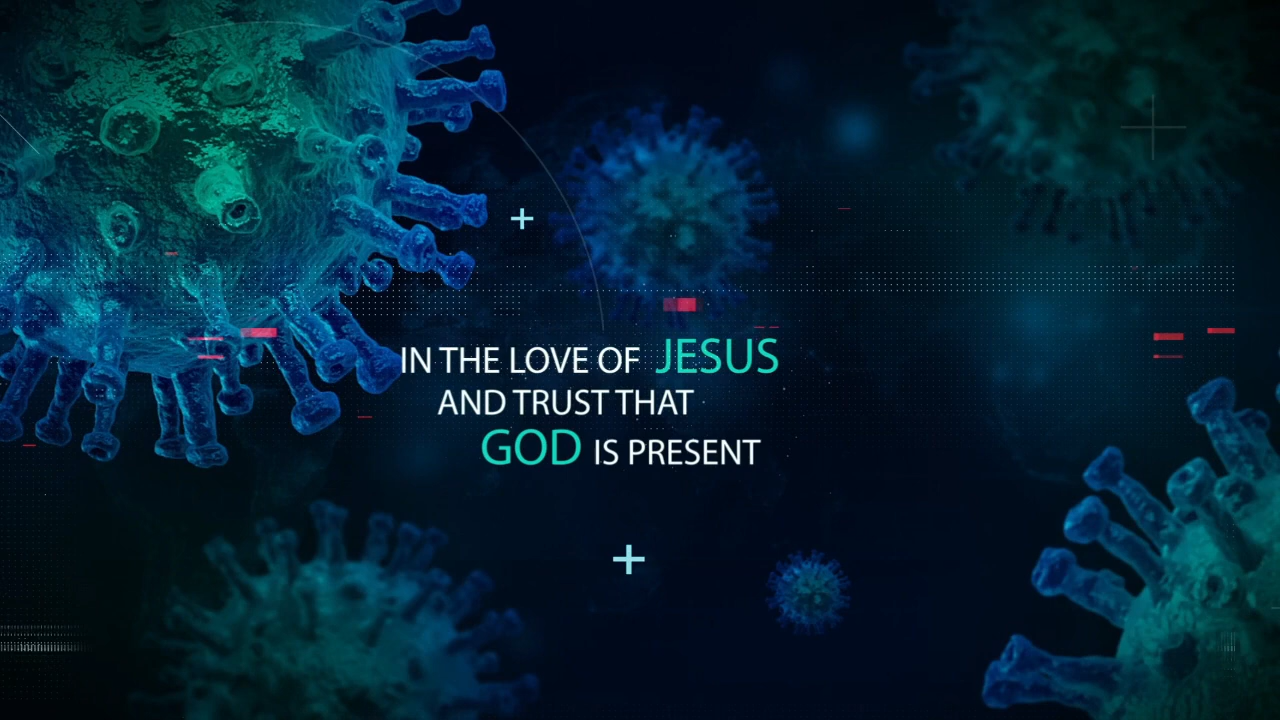 IN THE LOVE OF JESUS
AND TRUST THAT
GOD IS PRESENT